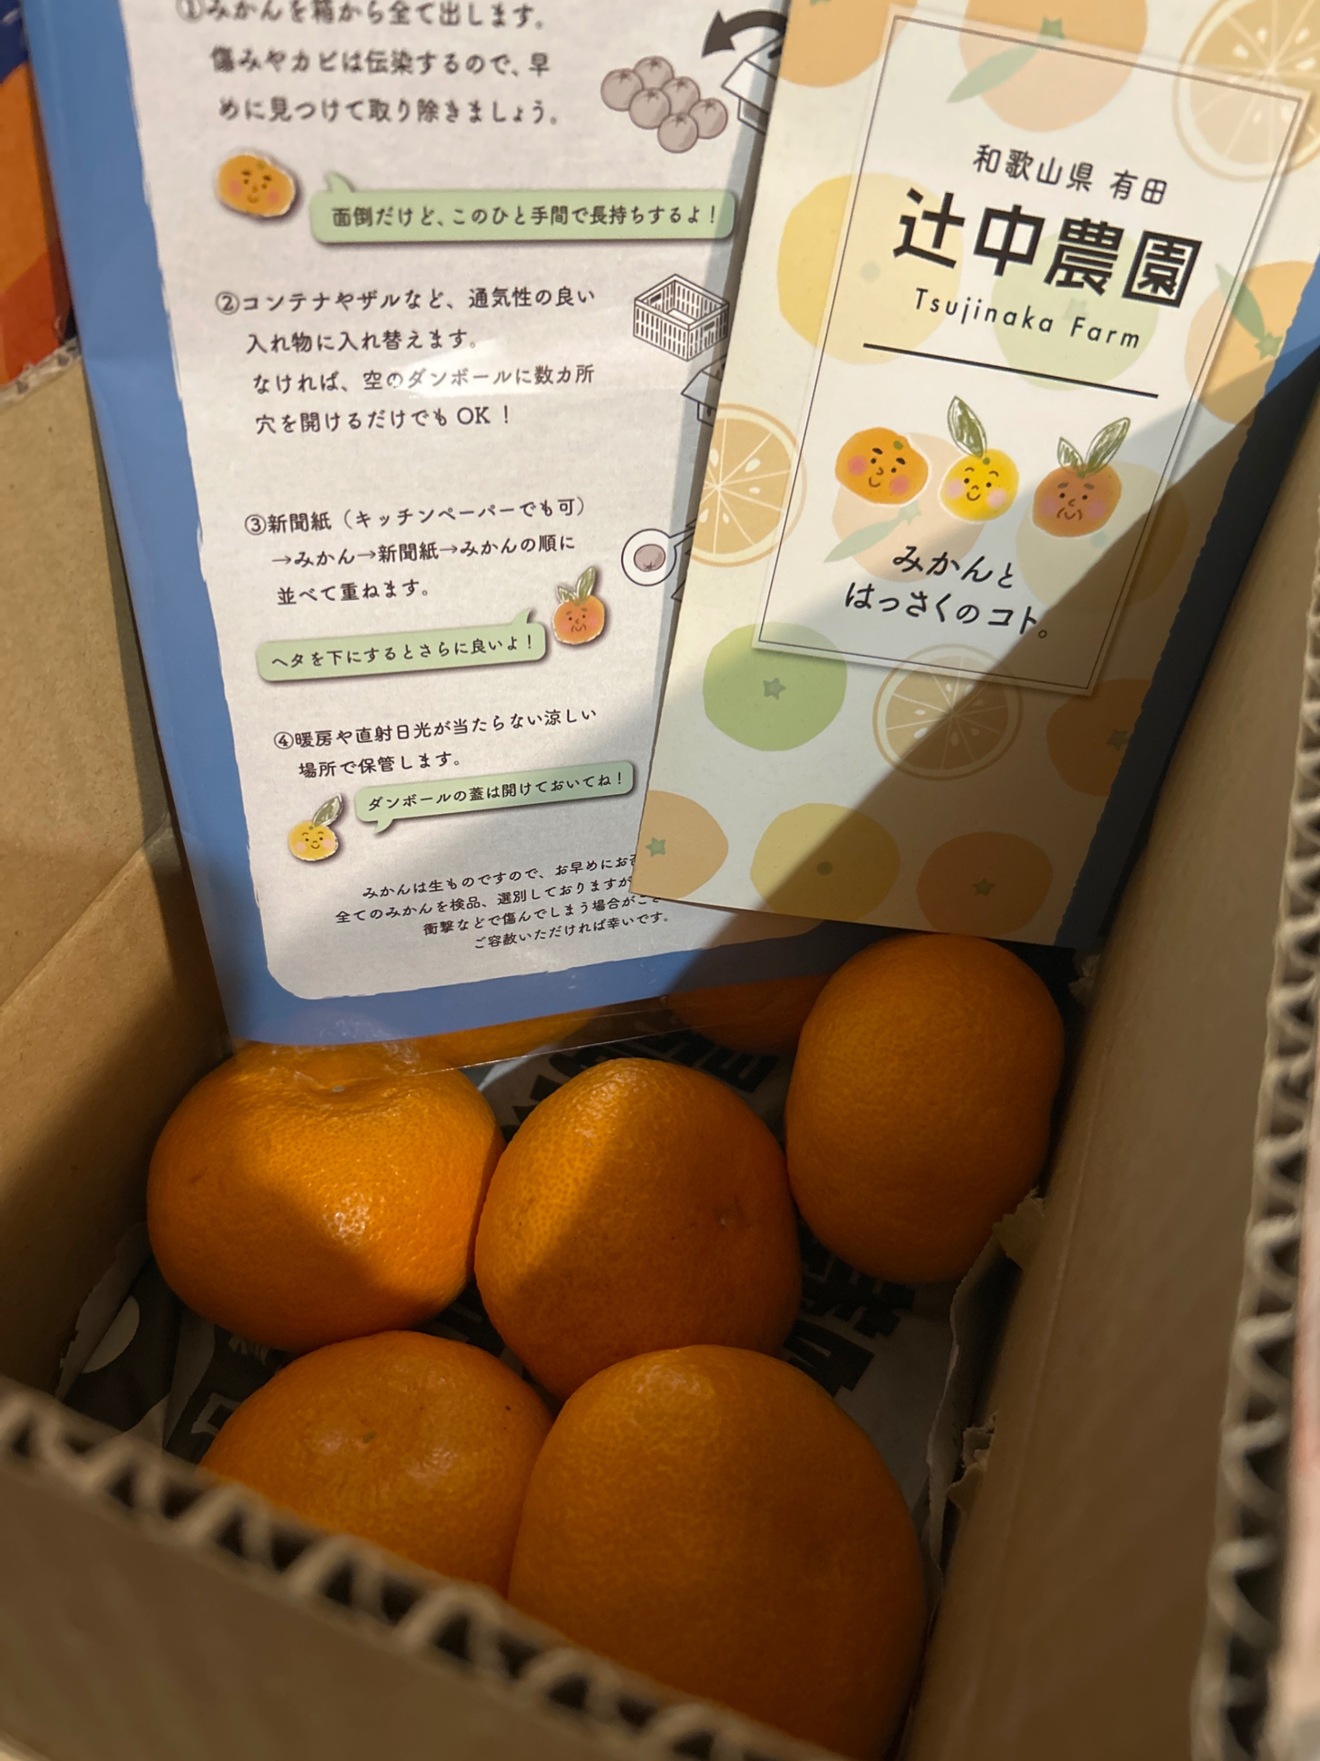 ①みかんを箱から全て出します。
傷みやカビは伝染するので、早
めに見つけて取り除きましょう。
面倒だけど、このひと手間で長持ちするよ！
②コンテナやザルなど、通気性の良い
入れ物に入れ替えます。
なければ、空のダンボールに数カ所
穴を開けるだけでもOK！
③新聞紙（キッチンペーパーでも可）
→みかん→新聞紙→みかんの順に
並べて重ねます。
ヘタを下にするとさらに良いよ！
④暖房や直射日光が当たらない涼しい
場所で保管します。
ダンボールの蓋は開けておいてね！
みかんは生ものですので、お早めにお
全てのみかんを検品、選別しておりますが
衝撃などで傷んでしまう場合がご
ご容赦いただければ幸いです。
和歌山県 有田
辻中農園
Tsujinaka Farm
みかんと
はっさくのコト。